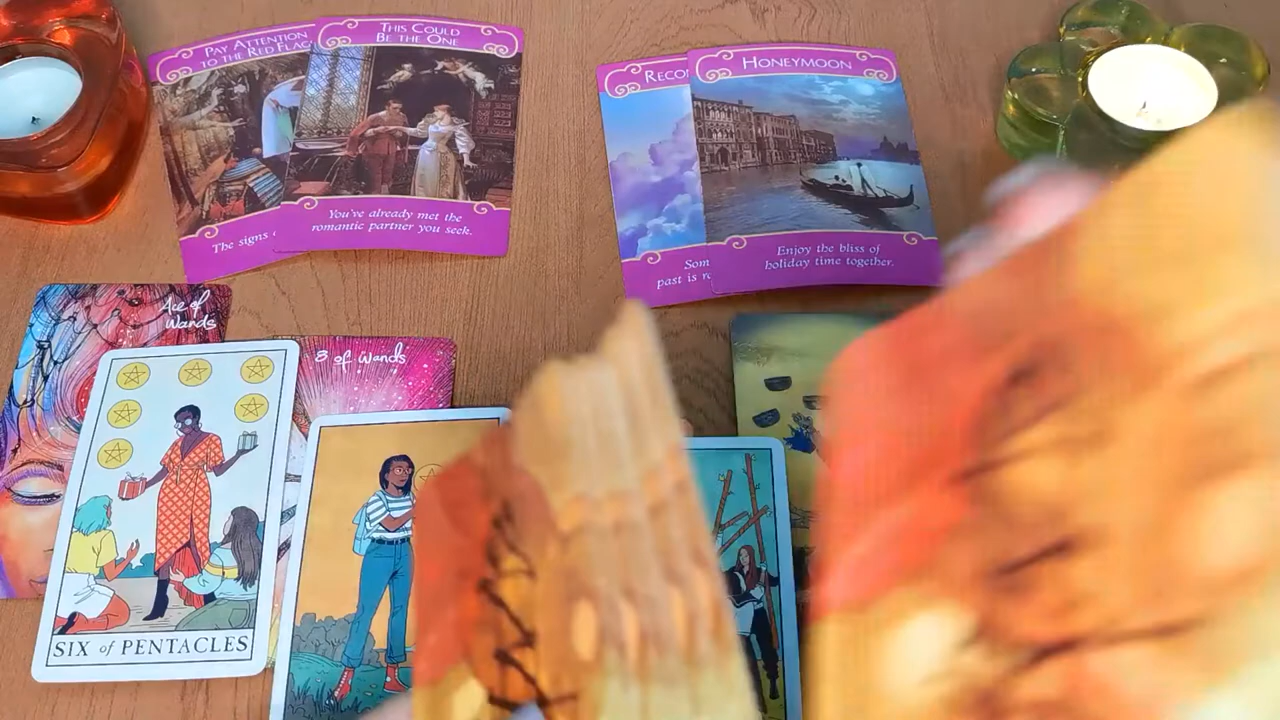 PAY ATTENTION
TO THE RED FLAG
The signs
THIS COULD
BE THE ONE
You've already met the
romantic partner you seek.
HONEYMOON
Enjoy the bliss of
holiday time together.
past is
Ace of
Wands
8 of Wands
SIX of PENTACLES